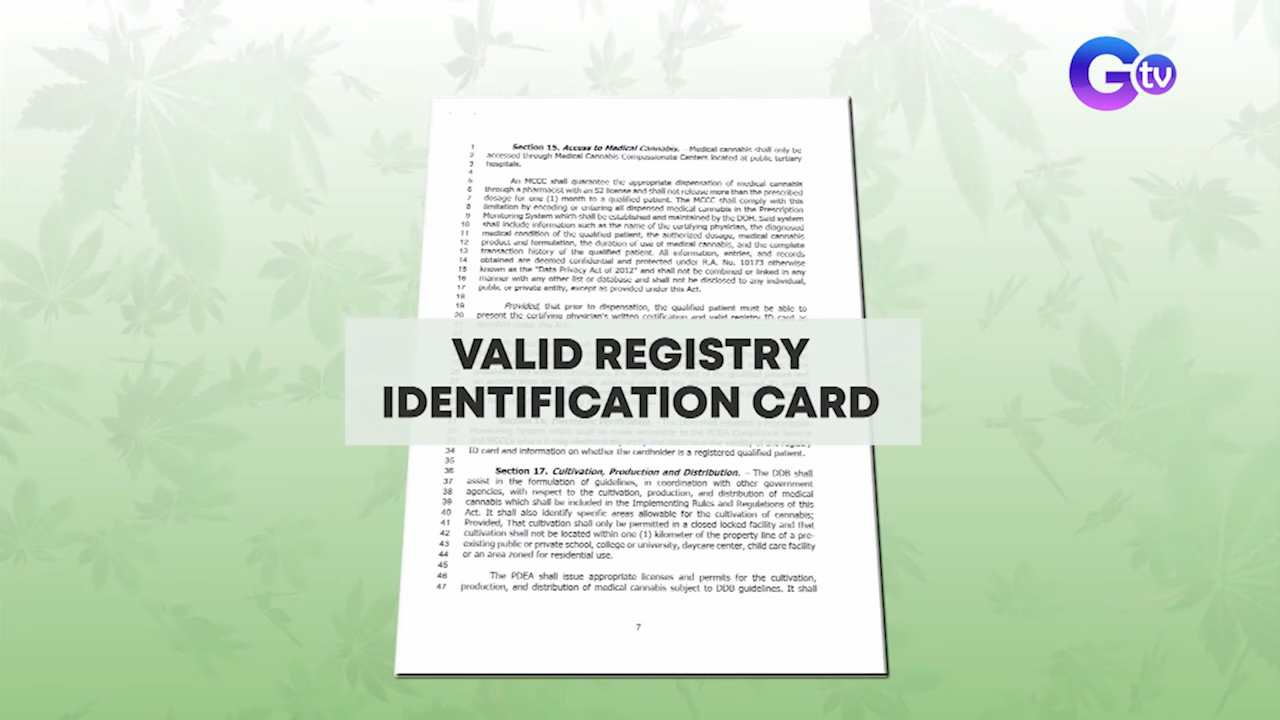 G tv
1 Section 15. Access to Medical Cannabis. – Medical cannabis shall only be
2 accessed through Medical Cannabis Compassionate Centers located at public tertiary
3 hospitals.
4
5 An MCCC shall guarantee the appropriate dispensation of medical cannabis
6 through a pharmacist with an S2 license and shall not release more than the prescribed
7 dosage for one (1) month to a qualified patient. The MCCC shall comply with this
8 limitation by encoding or entering all dispensed medical cannabis in the Prescription
9 Monitoring System which shall be established and maintained by the DOH. Said system
10 shall include information such as the name of the certifying physician, the diagnosed
11 medical condition of the qualified patient, the authorized dosage, medical cannabis
12 product and formulation, the duration of use of medical cannabis, and the complete
13 transaction history of the qualified patient. All information, entries, and records
14 obtained are deemed confidential and protected under R.A. No. 10173 otherwise
15 known as the "Data Privacy Act of 2012" and shall not be combined or linked in any
16 manner with any other list or database and shall not be disclosed to any individual,
17 public or private entity, except as provided under this Act.
18
19 Provided, that prior to dispensation, the qualified patient must be able to
20 present the certifying physician's written certification and valid registry ID card as
VALID REGISTRY
IDENTIFICATION CARD
34 ID card and information on whether the cardholder is a registered qualified patient.
35
36 Section 17. Cultivation, Production and Distribution. – The DDB shall
37 assist in the formulation of guidelines, in coordination with other government
38 agencies, with respect to the cultivation, production, and distribution of medical
39 cannabis which shall be included in the Implementing Rules and Regulations of this
40 Act. It shall also identify specific areas allowable for the cultivation of cannabis;
41 Provided, That cultivation shall only be permitted in a closed locked facility and that
42 cultivation shall not be located within one (1) kilometer of the property line of a pre-
43 existing public or private school, college or university, daycare center, child care facility
44 or an area zoned for residential use.
45
46 The PDEA shall issue appropriate licenses and permits for the cultivation,
47 production, and distribution of medical cannabis subject to DDB guidelines. It shall
7